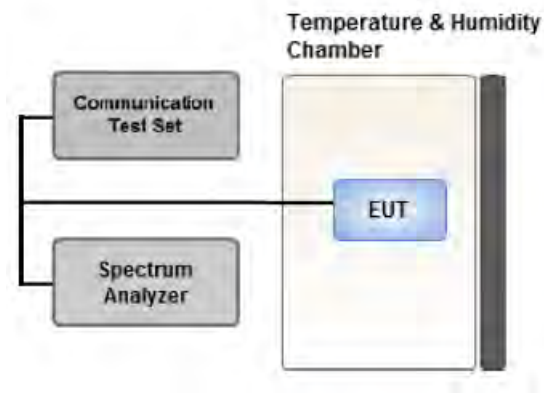 Temperature & Humidity
Chamber
Communication
Test Set
EUT
Spectrum
Analyzer